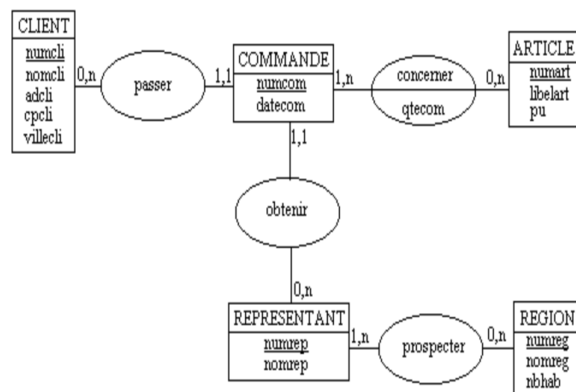 CLIENT
numcli
nomcli
adcli
cpcli
villecli
0,n
passer
1,1
COMMANDE
numcom
datecom
1,n
concerner
qtecom
0,n
ARTICLE
numart
libelart
pu
1,1
obtenir
0,n
REPRESENTANT
numrep
nomrep
1,n
prospecter
0,n
REGION
numreg
nomreg
nbhab